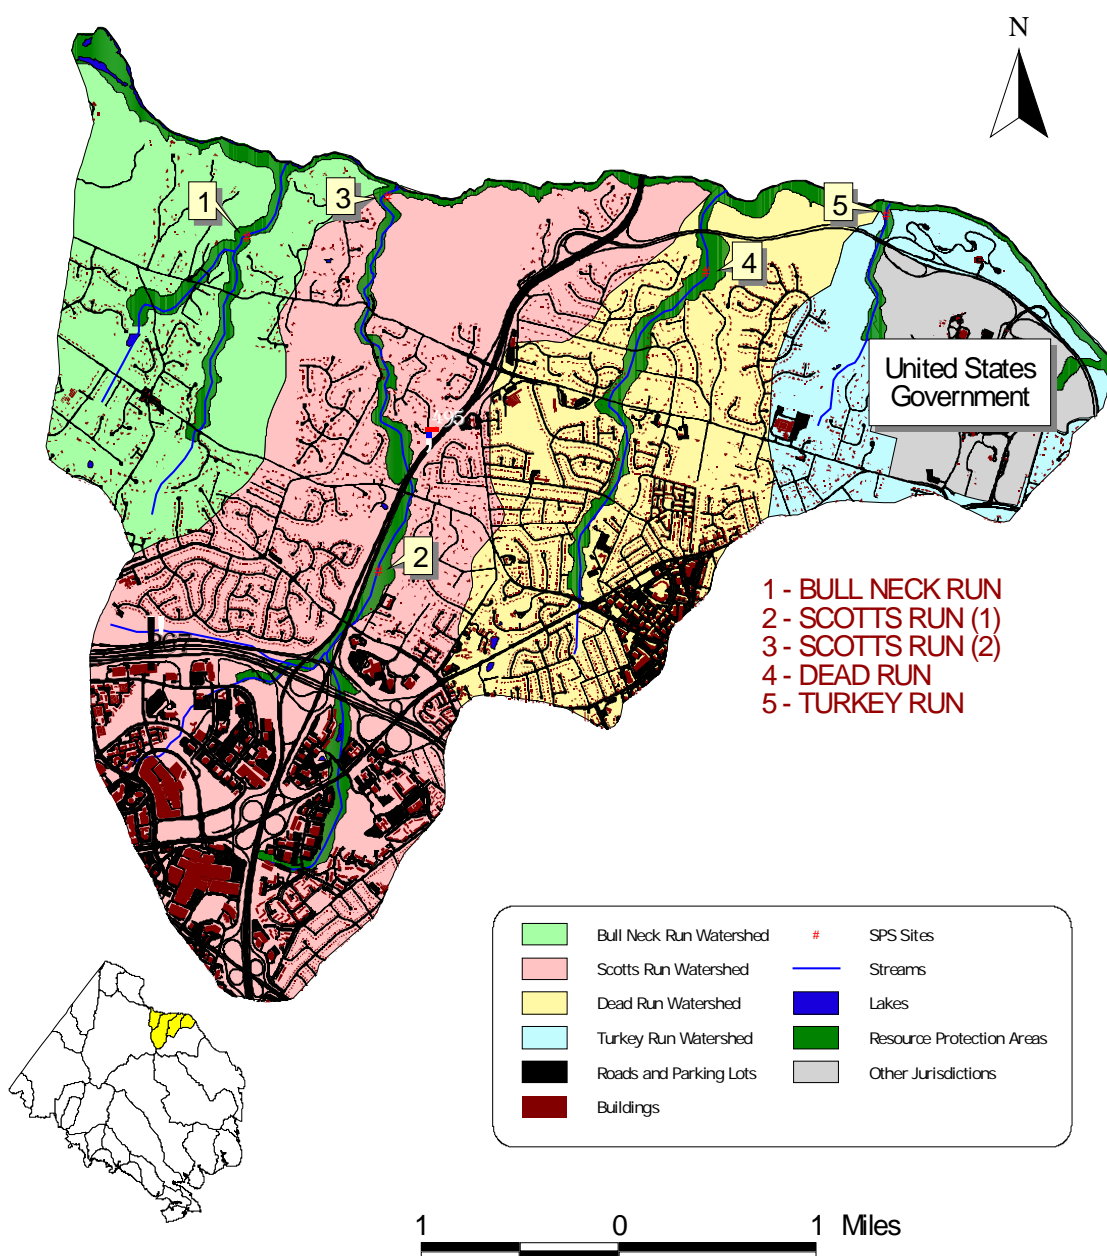 N
1
3
5
4
United States
Government
495
2
267
1 - BULL NECK RUN
2 - SCOTTS RUN (1)
3 - SCOTTS RUN (2)
4 - DEAD RUN
5 - TURKEY RUN
Bull Neck Run Watershed
# SPS Sites
Scotts Run Watershed
Streams
Dead Run Watershed
Lakes
Turkey Run Watershed
Resource Protection Areas
Roads and Parking Lots
Other Jurisdictions
Buildings
1 0 1 Miles